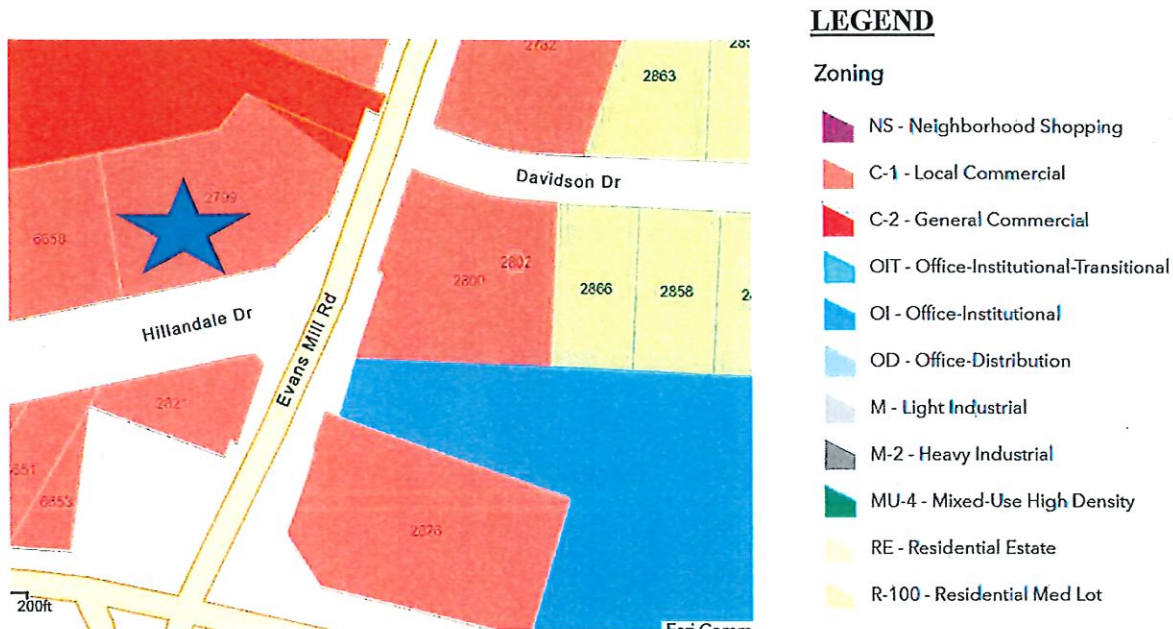 LEGEND
Zoning
NS - Neighborhood Shopping
C-1 - Local Commercial
C-2 - General Commercial
OIT - Office-Institutional-Transitional
OI - Office-Institutional
OD - Office-Distribution
M - Light Industrial
M-2 - Heavy Industrial
MU-4 - Mixed-Use High Density
RE - Residential Estate
R-100 - Residential Med Lot
2782
2863
Davidson Dr
2799
6658
2802
2800
2866
2858
Hillandale Dr
Evans Mill Rd
2821
6853
2876
200ft